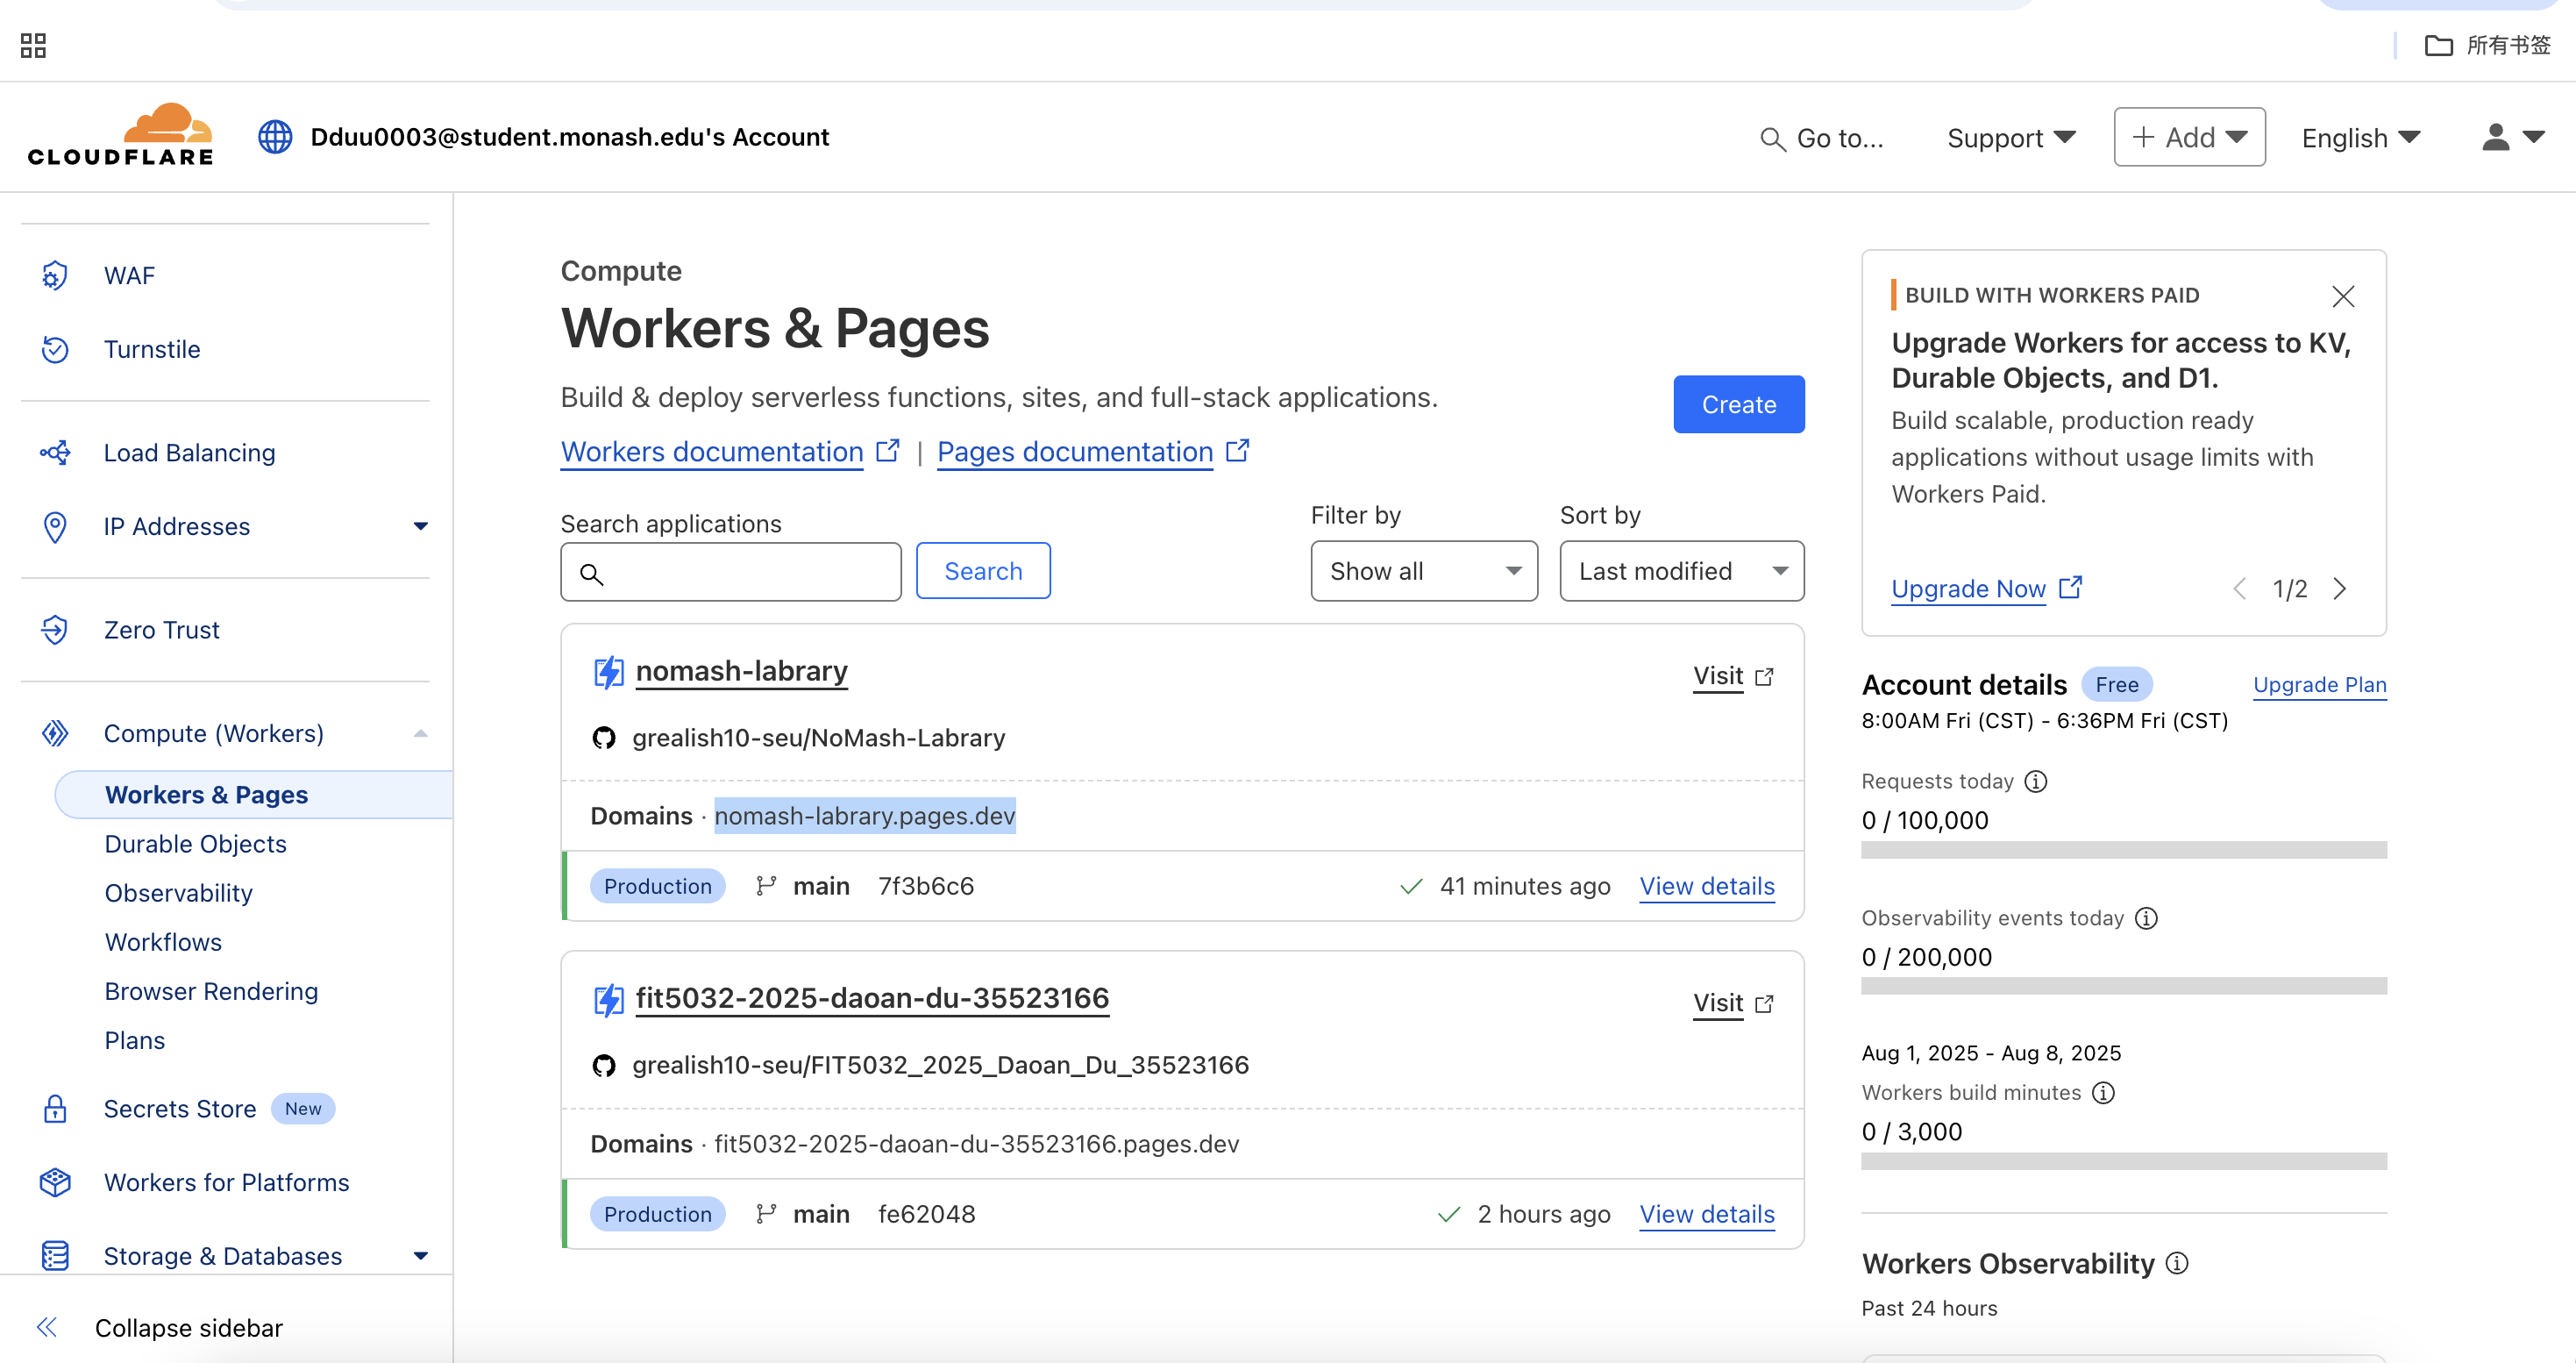 所有书签
CLOUDFLARE
Dduu0003@student.monash.edu's Account
Go to...
Support
+ Add
English
WAF
Turnstile
Load Balancing
IP Addresses
Zero Trust
Compute (Workers)
Workers & Pages
Durable Objects
Observability
Workflows
Browser Rendering
Plans
Secrets Store New
Workers for Platforms
Storage & Databases
Collapse sidebar
Compute
Workers & Pages
Build & deploy serverless functions, sites, and full-stack applications.
Create
Workers documentation | Pages documentation
Search applications
Search
Filter by
Show all
Sort by
Last modified
nomash-labrary
Visit
grealish10-seu/NoMash-Labrary
Domains · nomash-labrary.pages.dev
Production main 7f3b6c6 41 minutes ago View details
fit5032-2025-daoan-du-35523166
Visit
grealish10-seu/FIT5032_2025_Daoan_Du_35523166
Domains · fit5032-2025-daoan-du-35523166.pages.dev
Production main fe62048 2 hours ago View details
BUILD WITH WORKERS PAID
Upgrade Workers for access to KV,
Durable Objects, and D1.
Build scalable, production ready
applications without usage limits with
Workers Paid.
Upgrade Now 1/2
Account details Free Upgrade Plan
8:00AM Fri (CST) - 6:36PM Fri (CST)
Requests today
0 / 100,000
Observability events today
0 / 200,000
Aug 1, 2025 - Aug 8, 2025
Workers build minutes
0 / 3,000
Workers Observability
Past 24 hours